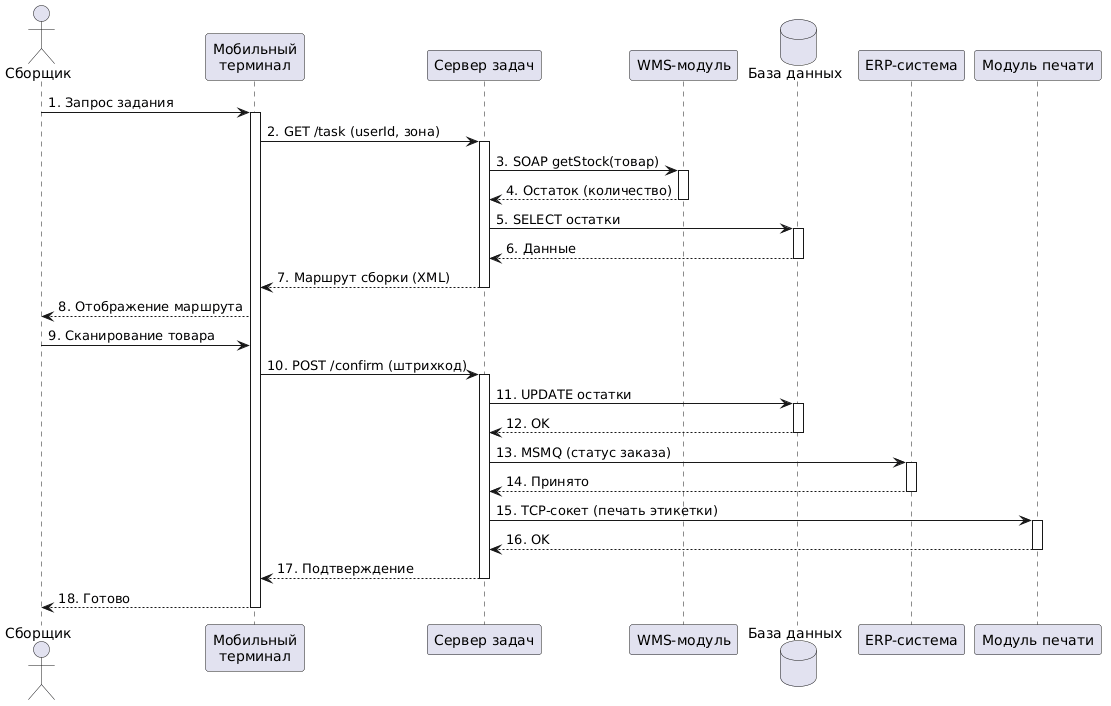 Сборщик
Мобильный
терминал
Сервер задач
WMS-модуль
База данных
ERP-система
Модуль печати
1. Запрос задания
2. GET /task (userId, зона)
3. SOAP getStock(товар)
4. Остаток (количество)
5. SELECT остатки
6. Данные
7. Маршрут сборки (XML)
8. Отображение маршрута
9. Сканирование товара
10. POST /confirm (штрихкод)
11. UPDATE остатки
12. OK
13. MSMQ (статус заказа)
14. Принято
15. TCP-сокет (печать этикетки)
16. OK
17. Подтверждение
18. Готово
Сборщик
Мобильный
терминал
Сервер задач
WMS-модуль
База данных
ERP-система
Модуль печати